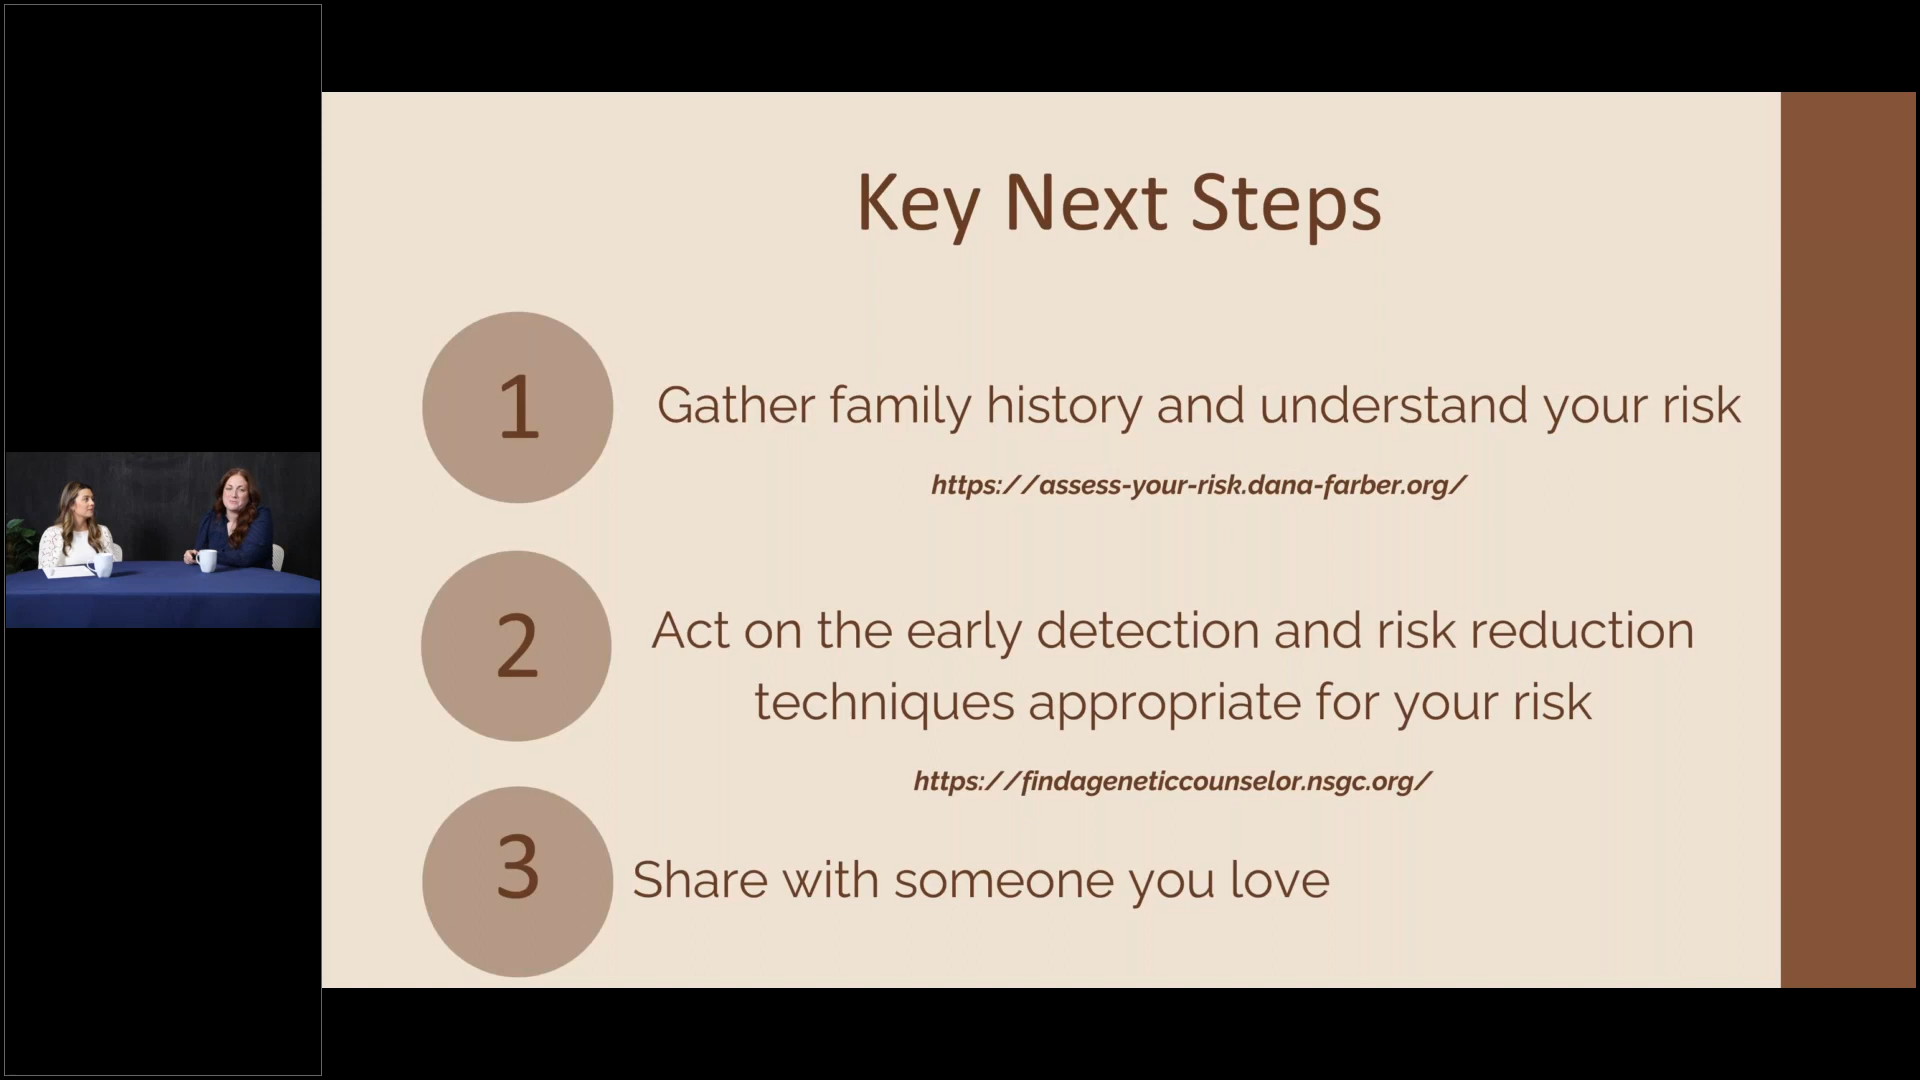 Key Next Steps
1
Gather family history and understand your risk
https://assess-your-risk.dana-farber.org/
2
Act on the early detection and risk reduction
techniques appropriate for your risk
https://findageneticcounselor.nsgc.org/
3
Share with someone you love